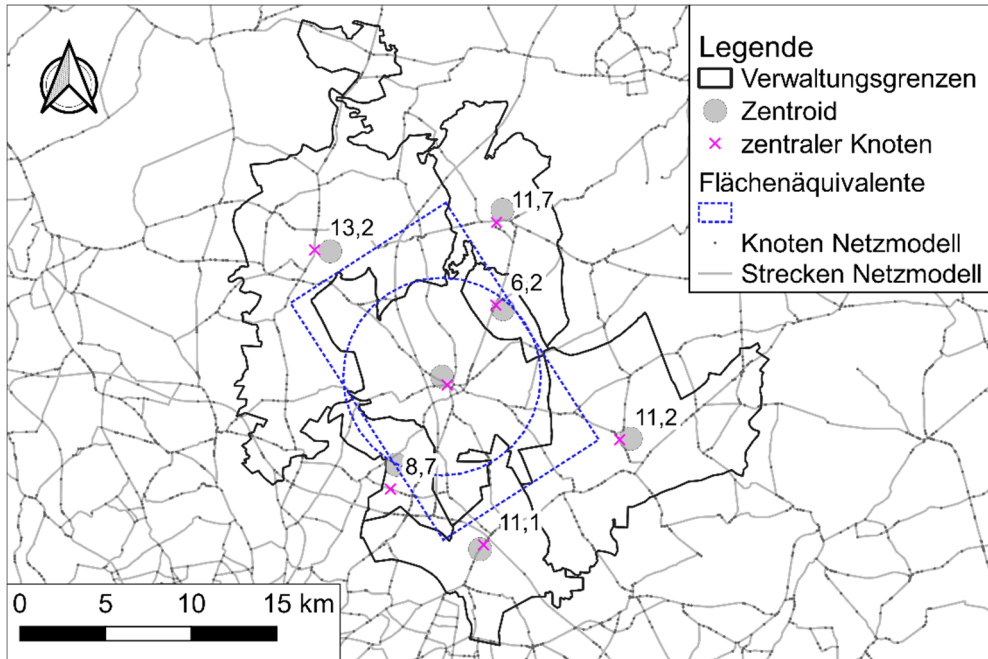 Legende
Verwaltungsgrenzen
Zentroid
zentraler Knoten
Flächenäquivalente
Knoten Netzmodell
Strecken Netzmodell
11,7
13,2
6,2
11,2
8,7
11,1
0 5 10 15 km